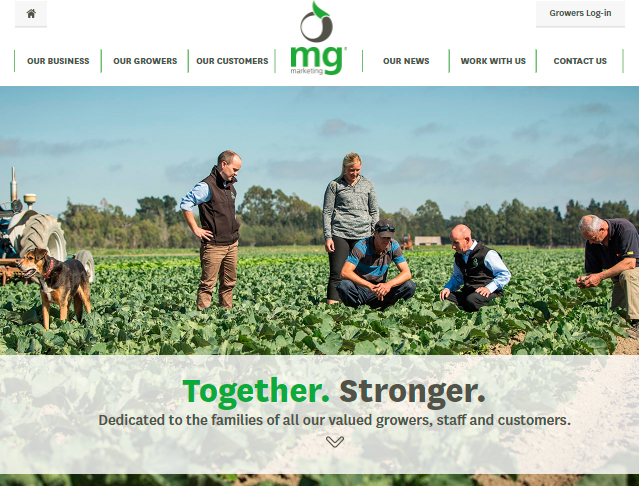 Growers Log-in
mg
marketing
OUR BUSINESS
OUR GROWERS
OUR CUSTOMERS
OUR NEWS
WORK WITH US
CONTACT US
Together. Stronger.
Dedicated to the families of all our valued growers, staff and customers.